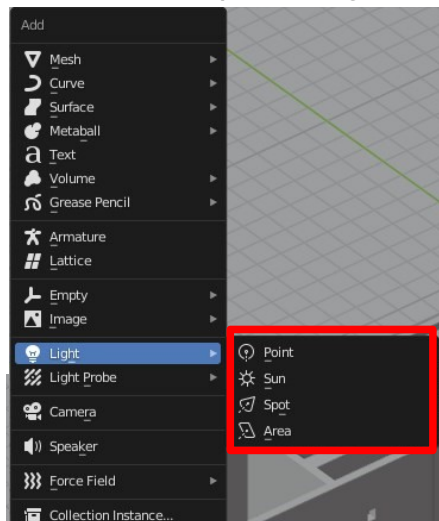 Add
Mesh
Curve
Surface
Metaball
Text
Volume
Grease Pencil
Armature
Lattice
Empty
Image
Light
Light Probe
Camera
Speaker
Force Field
Collection Instance...
Point
Sun
Spot
Area